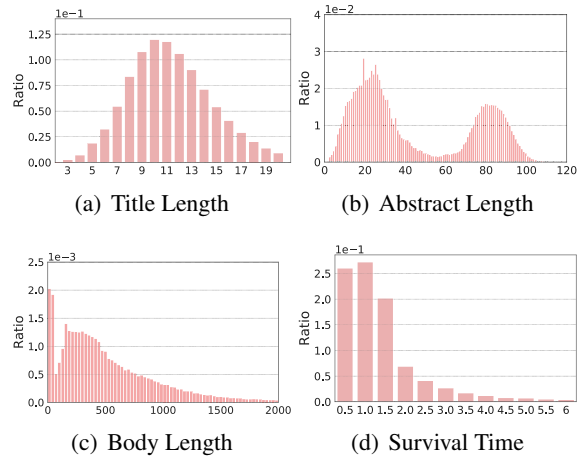 1e−1
1.25
1.00
0.75
0.50
0.25
0.00
Ratio
3 5 7 9 11 13 15 17 19
(a) Title Length
1e−2
4
3
2
1
0
Ratio
0 20 40 60 80 100 120
(b) Abstract Length
1e−3
2.5
2.0
1.5
1.0
0.5
0.0
Ratio
0 500 1000 1500 2000
(c) Body Length
1e−1
2.5
2.0
1.5
1.0
0.5
0.0
Ratio
0.5 1.0 1.5 2.0 2.5 3.0 3.5 4.0 4.5 5.0 5.5 6
(d) Survival Time